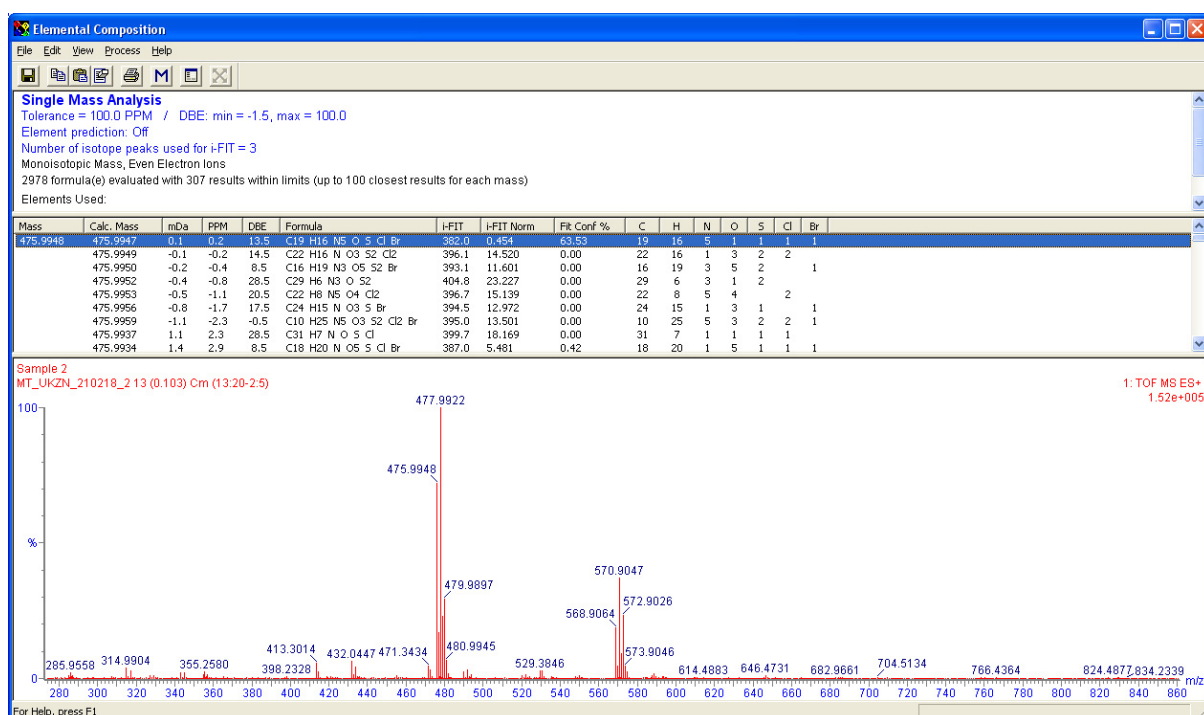 Elemental Composition
File Edit View Process Help
Single Mass Analysis
Tolerance = 100.0 PPM / DBE: min = -1.5, max = 100.0
Element prediction: Off
Number of isotope peaks used for i-FIT = 3
Monoisotopic Mass, Even Electron Ions
2978 formula(e) evaluated with 307 results within limits (up to 100 closest results for each mass)
Elements Used:
Mass Calc. Mass mDa PPM DBE Formula i-FIT i-FIT Norm Fit Conf % C H N O S Cl Br
475.9948 475.9947 0.1 0.2 13.5 C19 H16 N5 O S Cl Br 382.0 0.454 63.53 19 16 5 1 1 1 1
475.9949 -0.1 -0.2 14.5 C22 H16 N O3 S2 Cl2 396.1 14.520 0.00 22 16 1 3 2 2
475.9950 -0.2 -0.4 8.5 C16 H19 N3 O5 S2 Br 393.1 11.601 0.00 16 19 3 5 2 1
475.9952 -0.4 -0.8 28.5 C29 H6 N3 O S2 404.8 23.227 0.00 29 6 3 1 2
475.9953 -0.5 -1.1 20.5 C22 H8 N5 O4 Cl2 396.7 15.139 0.00 22 8 5 4 2
475.9956 -0.8 -1.7 17.5 C24 H15 N O3 S Br 394.5 12.972 0.00 24 15 1 3 1 1
475.9959 -1.1 -2.3 -0.5 C10 H25 N5 O3 S2 Cl2 Br 395.0 13.501 0.00 10 25 5 3 2 2 1
475.9937 1.1 2.3 28.5 C31 H7 N O S Cl 399.7 18.169 0.00 31 7 1 1 1 1
475.9934 1.4 2.9 8.5 C18 H20 N O5 S Cl Br 387.0 5.481 0.42 18 20 1 5 1 1 1
Sample 2
MT_UKZN_210218_2 13 (0.103) Cm (13:20-2:5)
1: TOF MS ES+
1.52e+005
100
%
0
477.9922
475.9948
479.9897
480.9945
570.9047
568.9064
572.9026
573.9046
285.9558
314.9904
355.2580
398.2328
413.3014
432.0447
471.3434
529.3846
614.4883
646.4731
682.9661
704.5134
766.4364
824.4877
834.2339
m/z
280 300 320 340 360 380 400 420 440 460 480 500 520 540 560 580 600 620 640 660 680 700 720 740 760 780 800 820 840 860
For Help, press F1